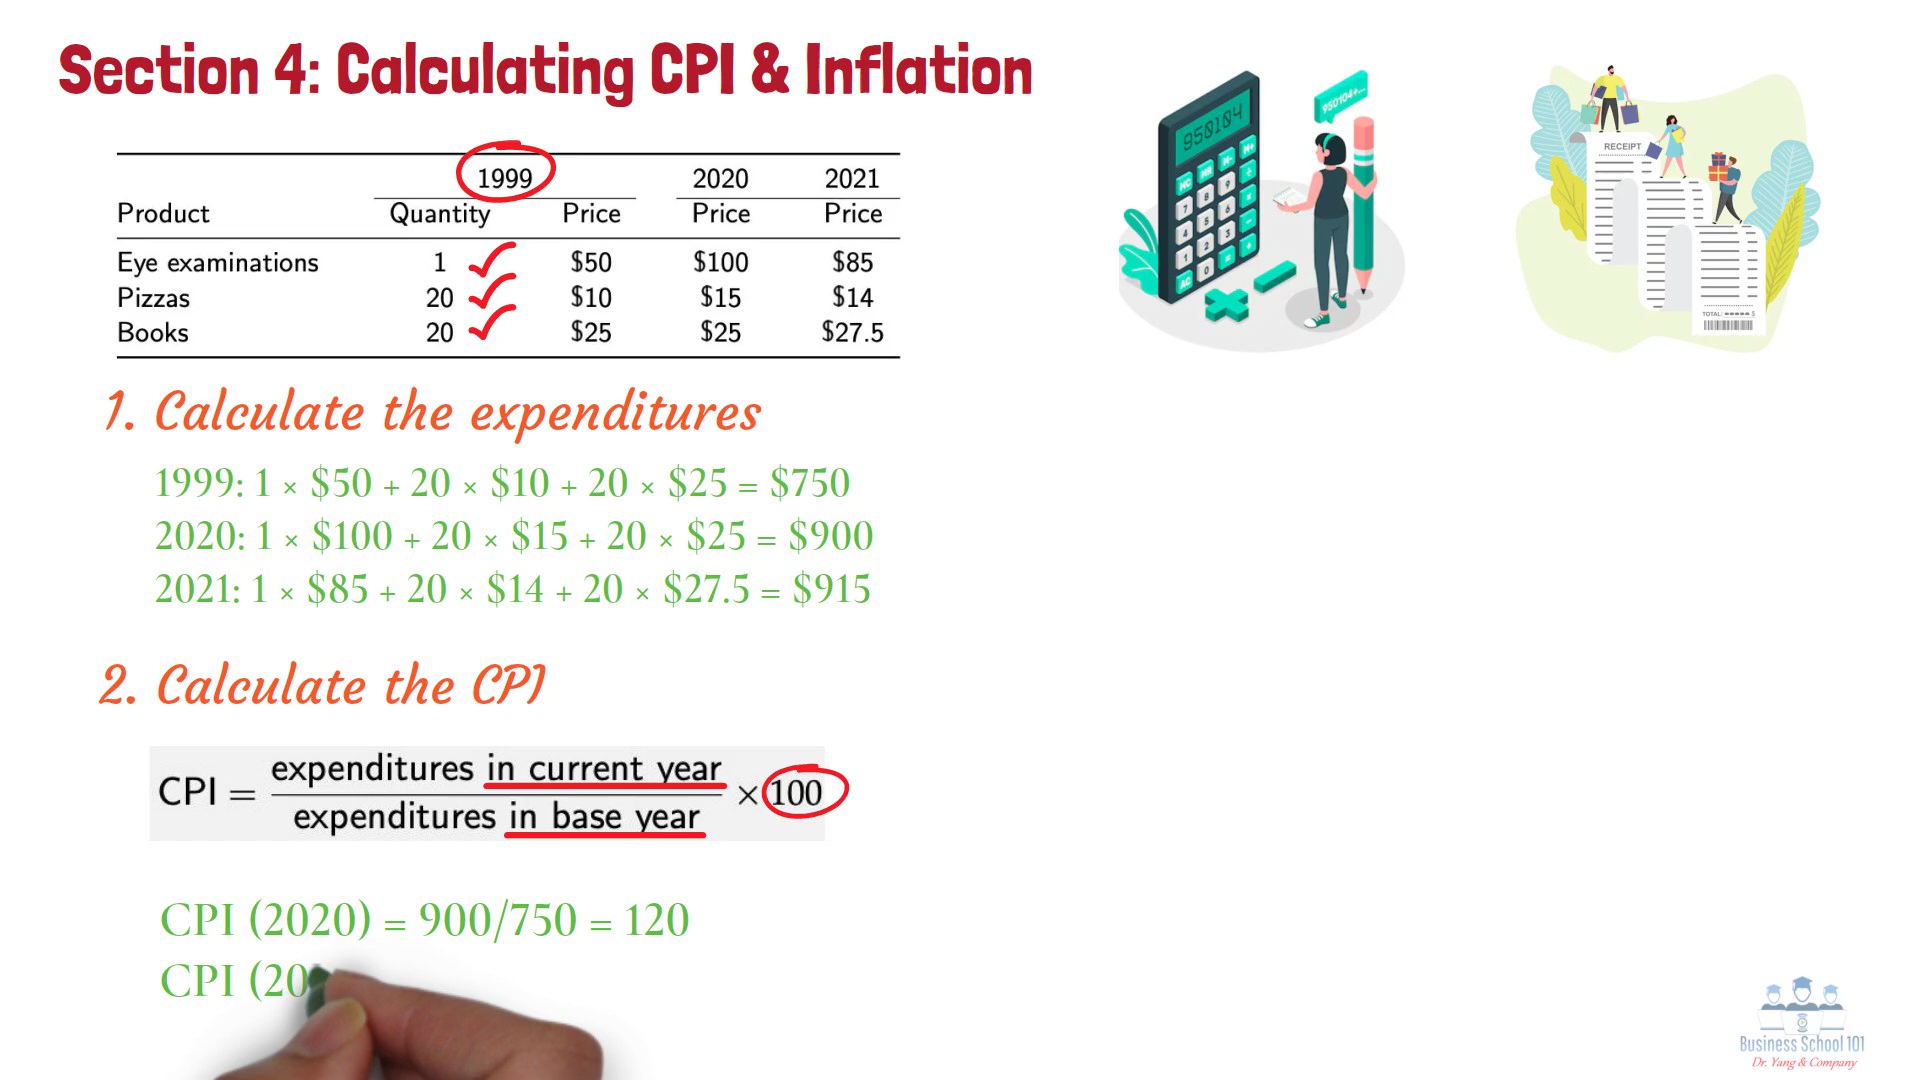 Section 4: Calculating CPI & Inflation
1999 2020 2021
Product Quantity Price Price Price
Eye examinations 1 $50 $100 $85
Pizzas 20 $10 $15 $14
Books 20 $25 $25 $27.5
950104
950104+...
RECEIPT
TOTAL: $
1. Calculate the expenditures
1999: 1 × $50 + 20 × $10 + 20 × $25 = $750
2020: 1 × $100 + 20 × $15 + 20 × $25 = $900
2021: 1 × $85 + 20 × $14 + 20 × $27.5 = $915
2. Calculate the CPI
CPI = expenditures in current year / expenditures in base year × 100
CPI (2020) = 900/750 = 120
CPI (20
Business School 101
Dr. Yang & Company